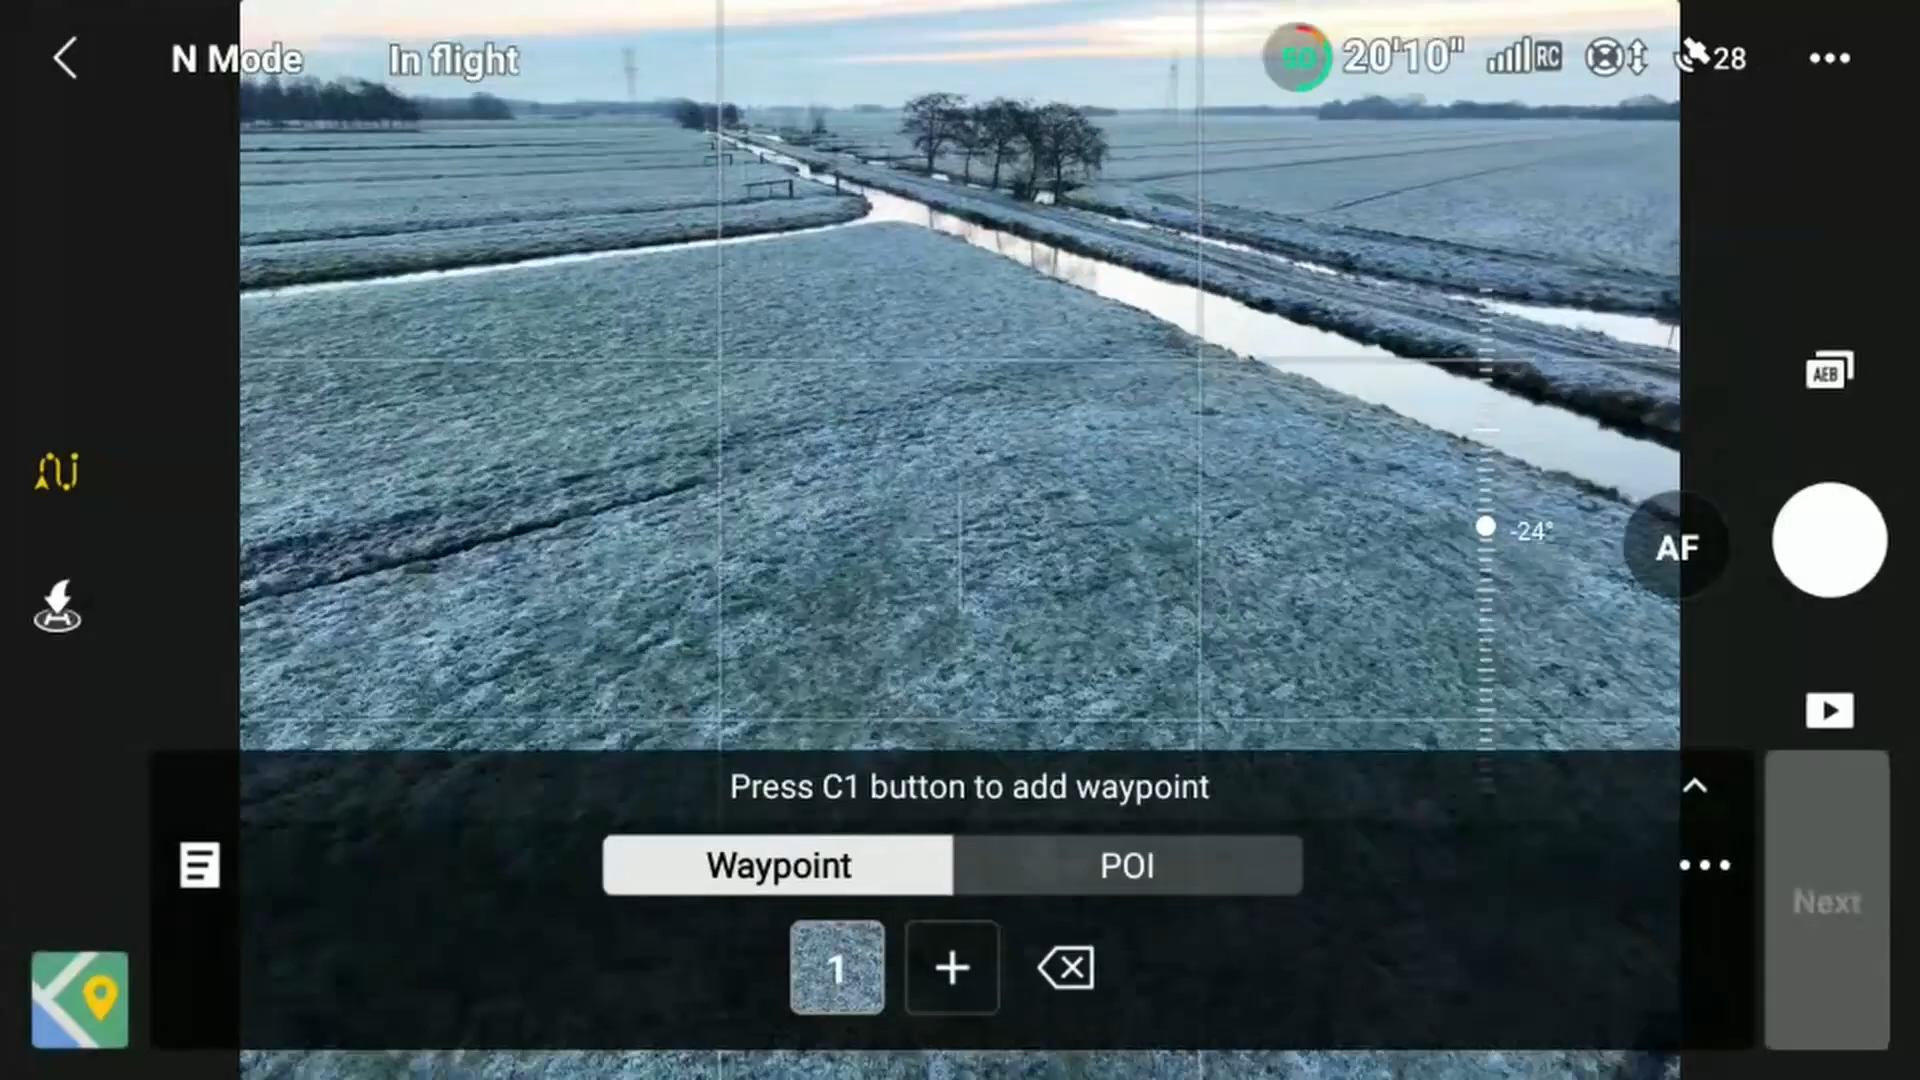 N Mode
In flight
20'10"
RC
28
AEB
-24°
AF
Press C1 button to add waypoint
Waypoint
POI
Next
1